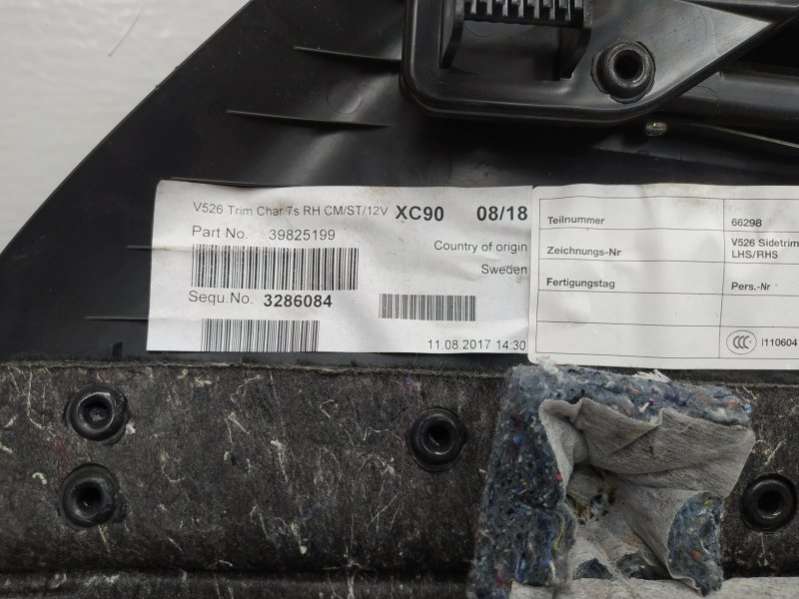 V526 Trim Char 7s RH CM/ST/12V XC90 08/18
Part No. 39825199
Country of origin
Sweden
Sequ.No. 3286084
11.08.2017 14:30
Teilnummer 66298
Zeichnungs-Nr V526 Sidetrim
LHS/RHS
Fertigungstag Pers.-Nr
CCC I110604